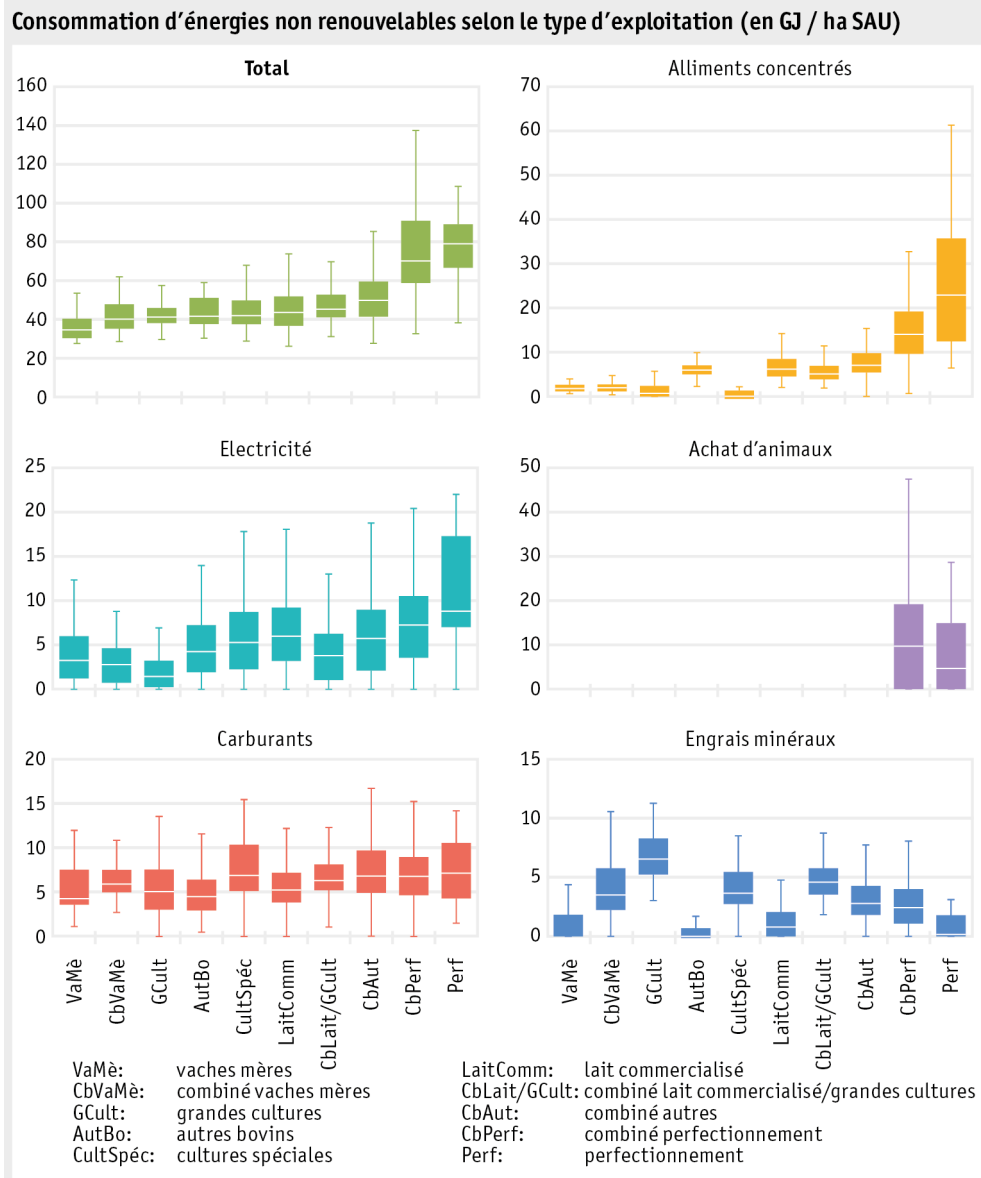 Consommation d'énergies non renouvelables selon le type d'exploitation (en GJ / ha SAU)
Total
160
140
120
100
80
60
40
20
0
Alliments concentrés
70
60
50
40
30
20
10
0
Electricité
25
20
15
10
5
0
Achat d'animaux
50
40
30
20
10
0
Carburants
20
15
10
5
0
VaMè
CbVaMè
GCult
AutBo
CultSpéc
LaitComm
CbLait/GCult
CbAut
CbPerf
Perf
Engrais minéraux
15
10
5
0
VaMè
CbVaMè
GCult
AutBo
CultSpéc
LaitComm
CbLait/GCult
CbAut
CbPerf
Perf
VaMè: vaches mères
CbVaMè: combiné vaches mères
GCult: grandes cultures
AutBo: autres bovins
CultSpéc: cultures spéciales
LaitComm: lait commercialisé
CbLait/GCult: combiné lait commercialisé/grandes cultures
CbAut: combiné autres
CbPerf: combiné perfectionnement
Perf: perfectionnement